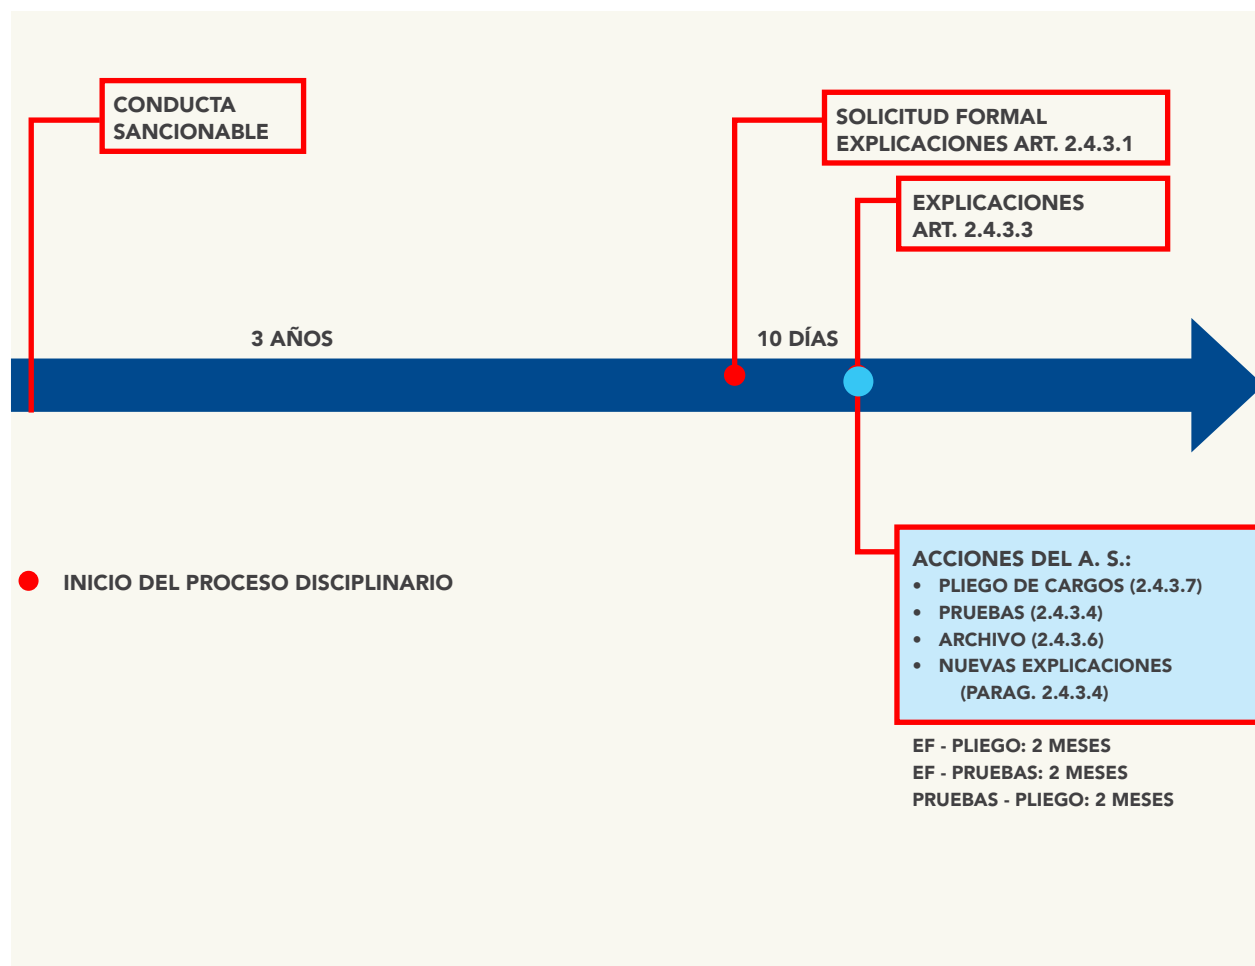 CONDUCTA
SANCIONABLE
SOLICITUD FORMAL
EXPLICACIONES ART. 2.4.3.1
EXPLICACIONES
ART. 2.4.3.3
3 AÑOS
10 DÍAS
INICIO DEL PROCESO DISCIPLINARIO
ACCIONES DEL A. S.:
• PLIEGO DE CARGOS (2.4.3.7)
• PRUEBAS (2.4.3.4)
• ARCHIVO (2.4.3.6)
• NUEVAS EXPLICACIONES
(PARAG. 2.4.3.4)
EF - PLIEGO: 2 MESES
EF - PRUEBAS: 2 MESES
PRUEBAS - PLIEGO: 2 MESES